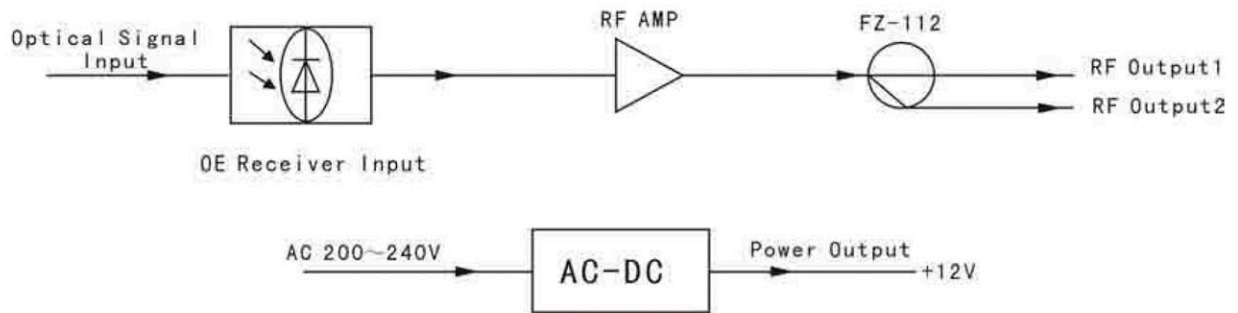 RF AMP
FZ-112
Optical Signal
Input
RF Output1
RF Output2
OE Receiver Input
AC 200~240V
AC-DC
Power Output
+12V